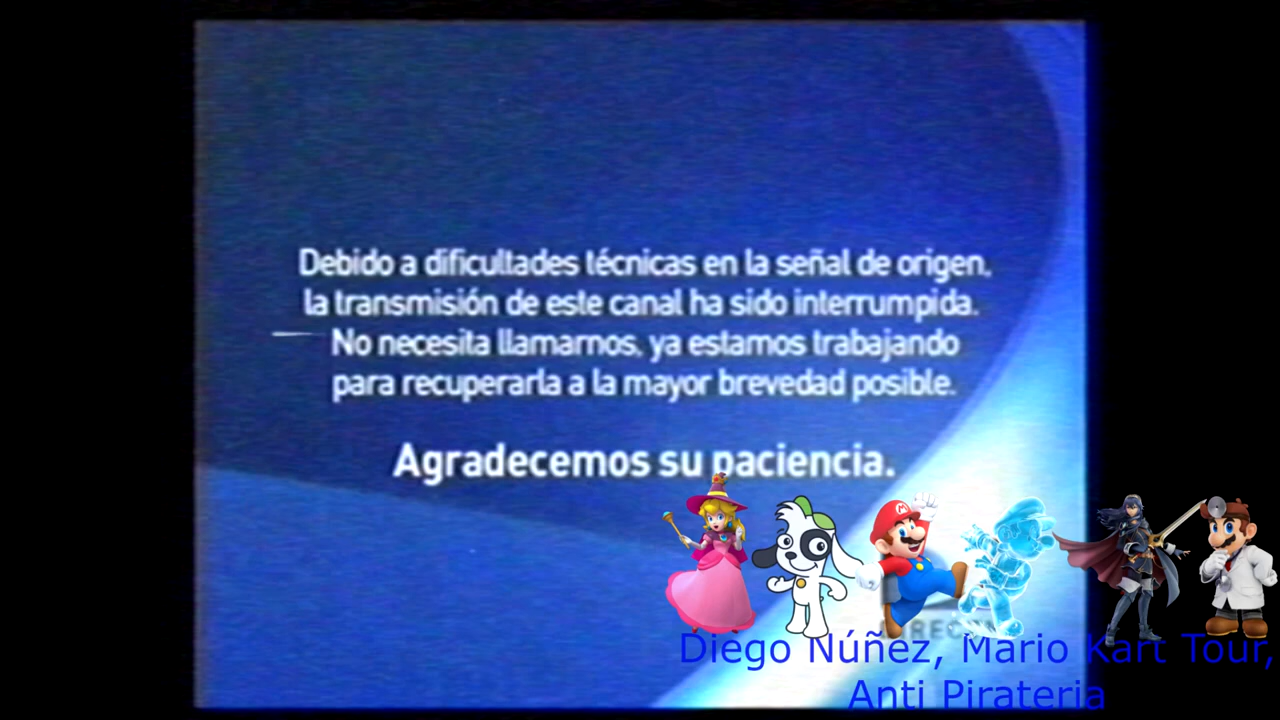 Debido a dificultades técnicas en la señal de origen,
la transmisión de este canal ha sido interrumpida.
No necesita llamarnos, ya estamos trabajando
para recuperarla a la mayor brevedad posible.
Agradecemos su paciencia.
Diego Núñez, Mario Kart Tour,
Anti Pirateria